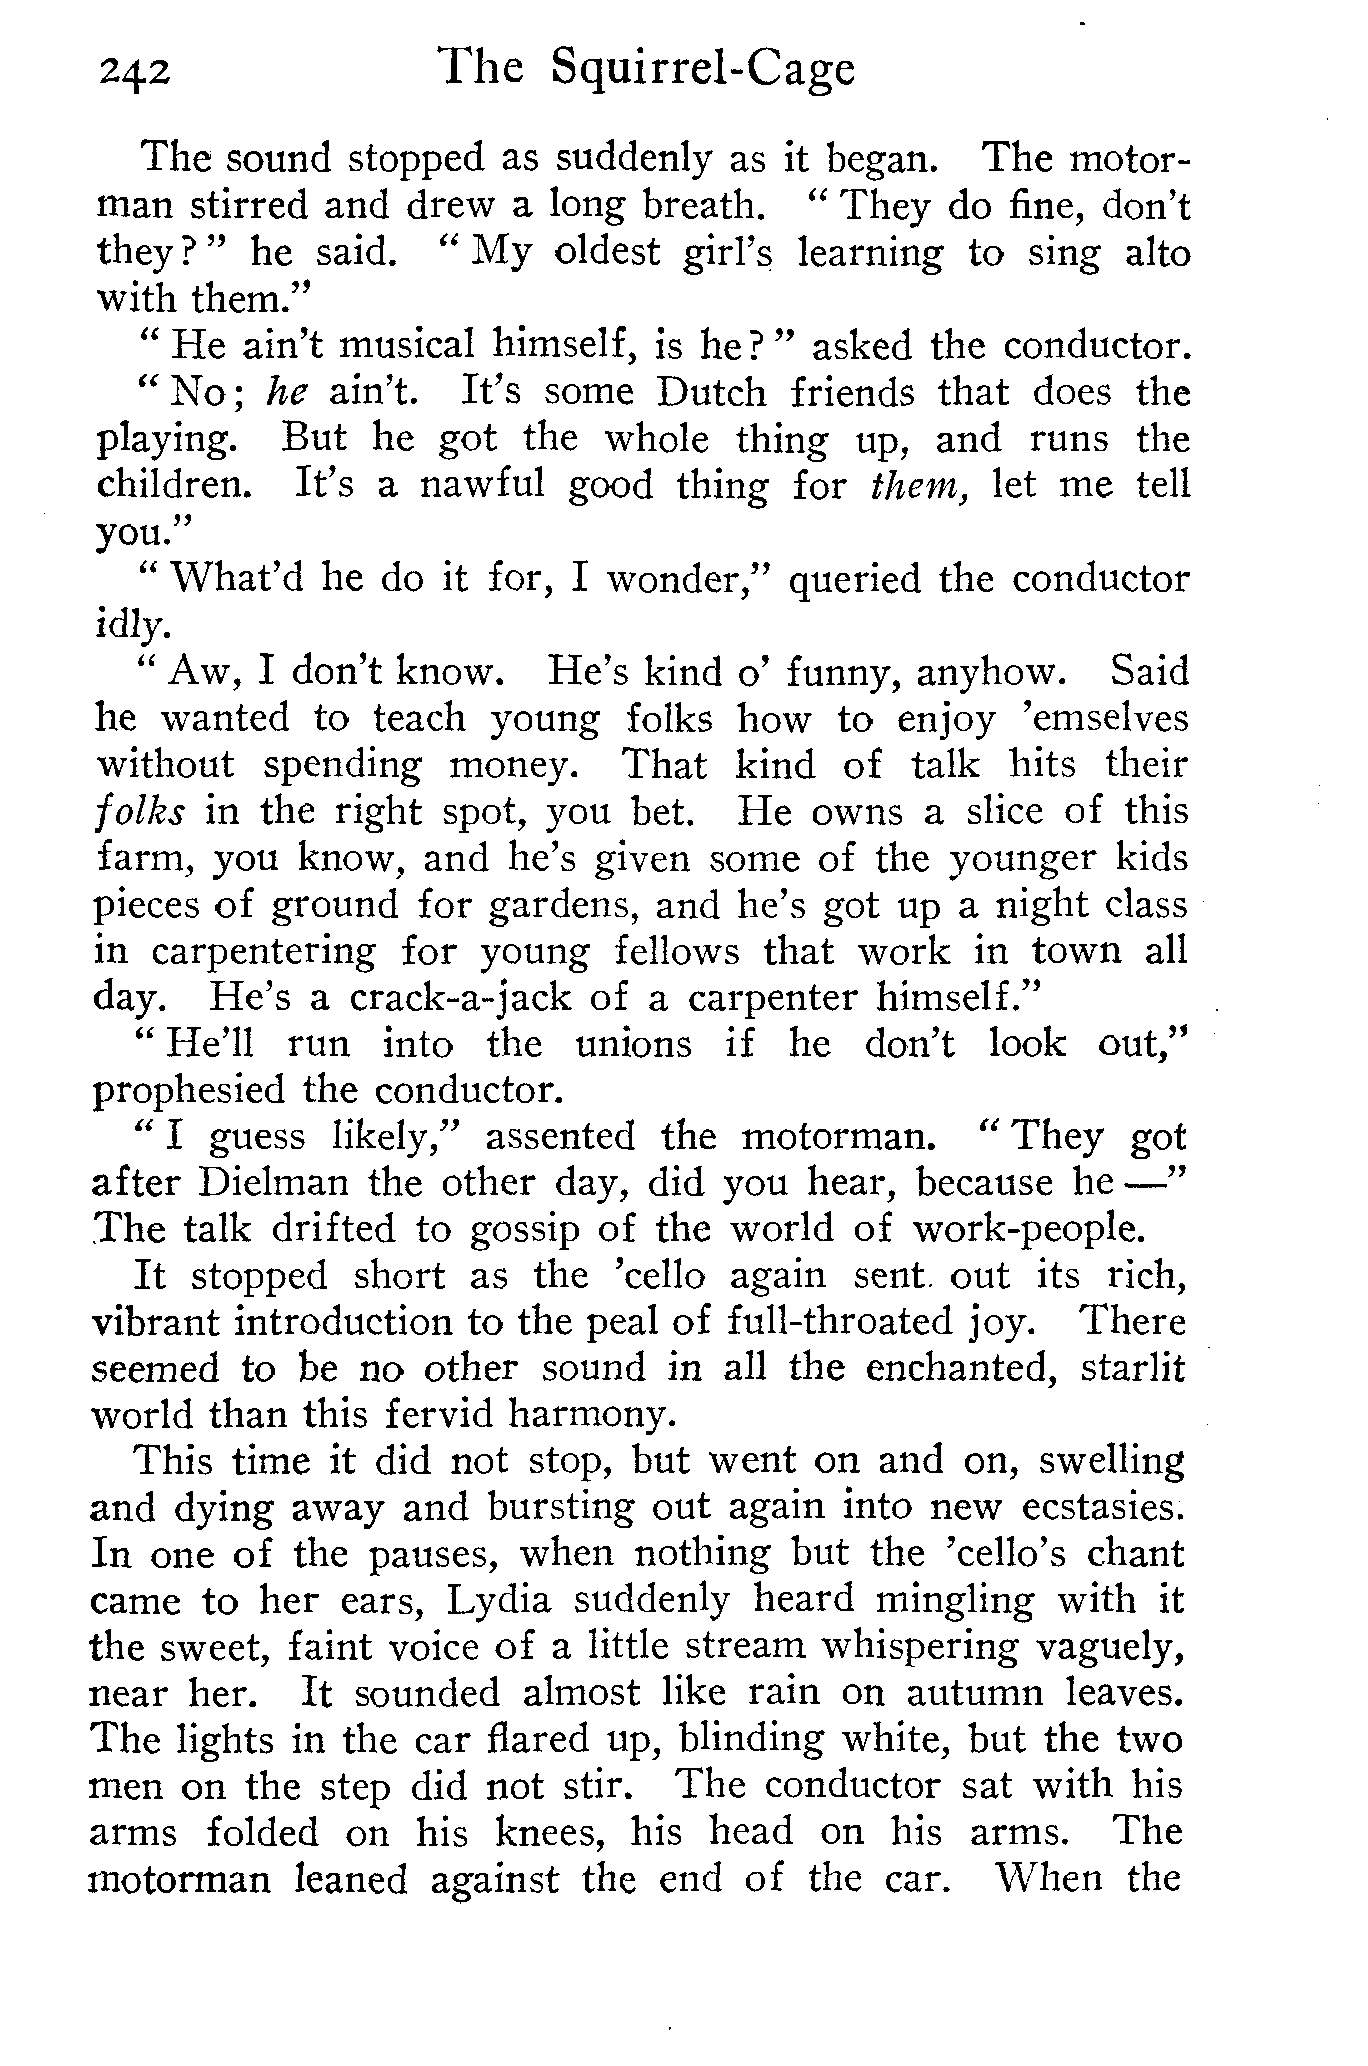 242 The Squirrel-Cage
The sound stopped as suddenly as it began. The motor-
man stirred and drew a long breath. " They do fine, don't
they? " he said. " My oldest girl's learning to sing alto
with them."
" He ain't musical himself, is he? " asked the conductor.
" No; he ain't. It's some Dutch friends that does the
playing. But he got the whole thing up, and runs the
children. It's a nawful good thing for them, let me tell
you."
" What'd he do it for, I wonder," queried the conductor
idly.
" Aw, I don't know. He's kind o' funny, anyhow. Said
he wanted to teach young folks how to enjoy 'emselves
without spending money. That kind of talk hits their
folks in the right spot, you bet. He owns a slice of this
farm, you know, and he's given some of the younger kids
pieces of ground for gardens, and he's got up a night class
in carpentering for young fellows that work in town all
day. He's a crack-a-jack of a carpenter himself."
" He'll run into the unions if he don't look out,"
prophesied the conductor.
" I guess likely," assented the motorman. " They got
after Dielman the other day, did you hear, because he —"
The talk drifted to gossip of the world of work-people.
It stopped short as the 'cello again sent out its rich,
vibrant introduction to the peal of full-throated joy. There
seemed to be no other sound in all the enchanted, starlit
world than this fervid harmony.
This time it did not stop, but went on and on, swelling
and dying away and bursting out again into new ecstasies.
In one of the pauses, when nothing but the 'cello's chant
came to her ears, Lydia suddenly heard mingling with it
the sweet, faint voice of a little stream whispering vaguely,
near her. It sounded almost like rain on autumn leaves.
The lights in the car flared up, blinding white, but the two
men on the step did not stir. The conductor sat with his
arms folded on his knees, his head on his arms. The
motorman leaned against the end of the car. When the